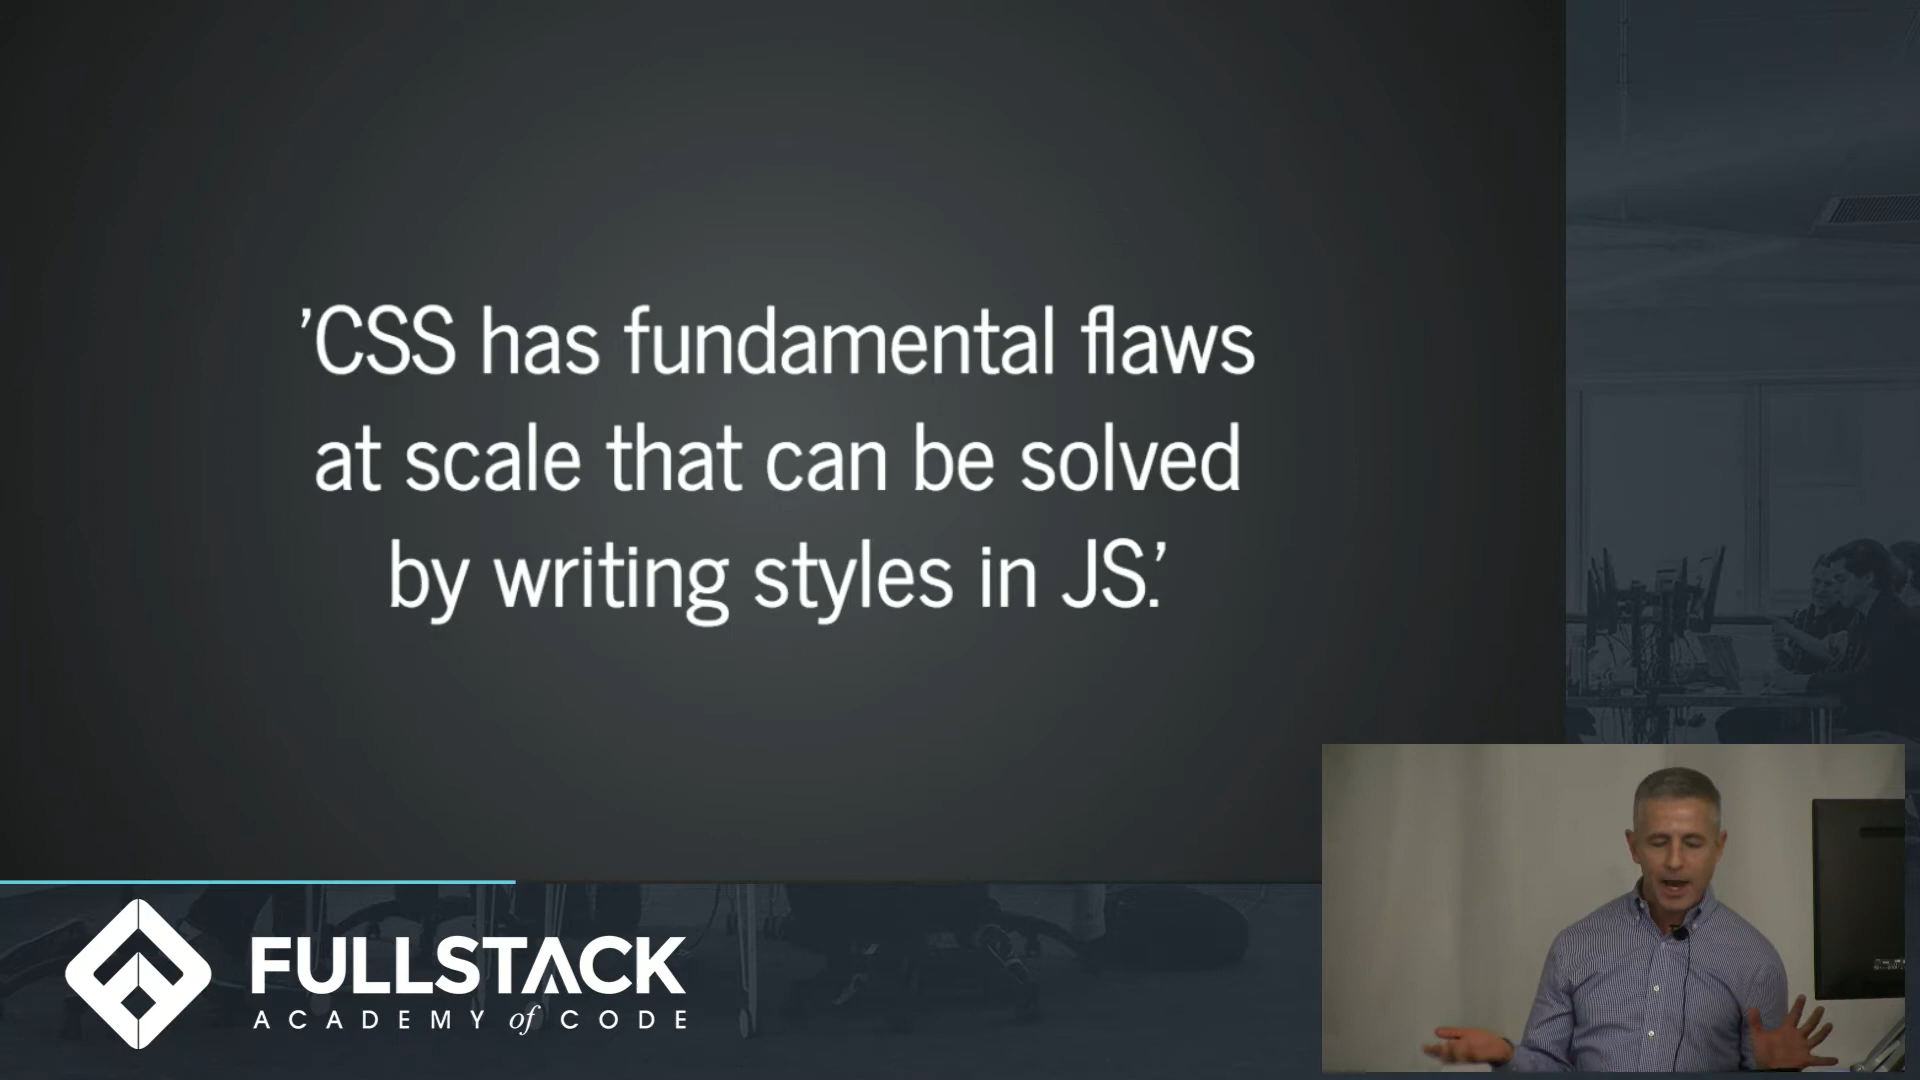 ’CSS has fundamental flaws
at scale that can be solved
by writing styles in JS.’
FULLSTACK
ACADEMY of CODE